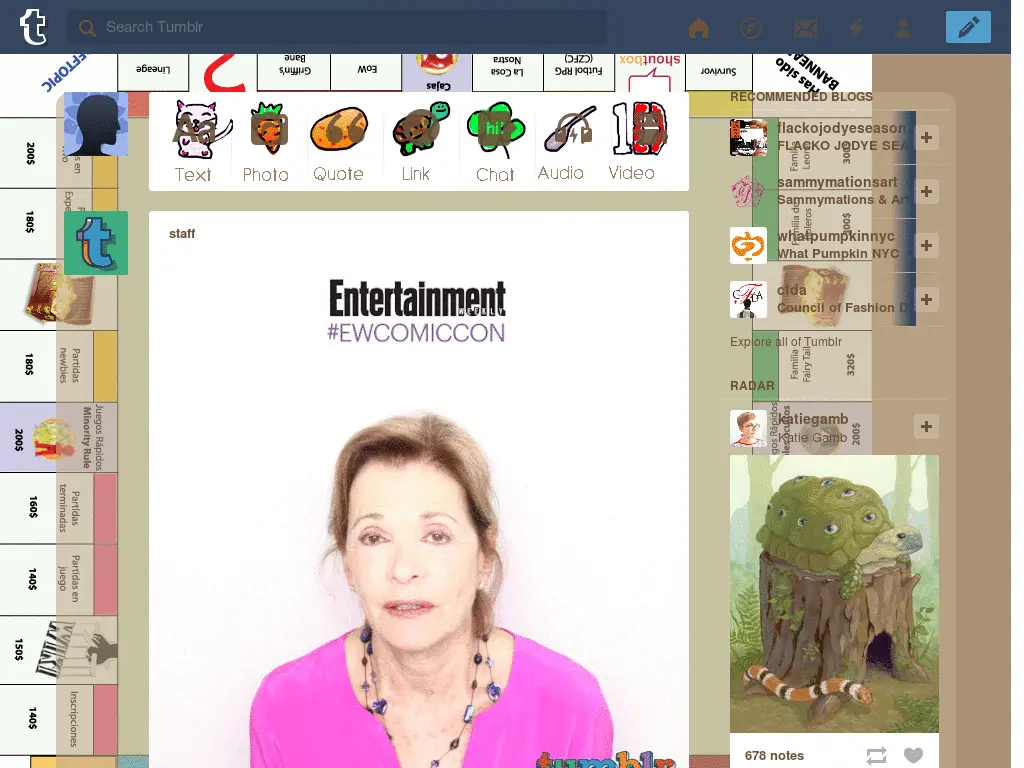 Search Tumblr
EFTOPIC
Lineage
Griffin's
Bane
EoW
Cajas
La Cosa
Nostra
Futbol RPG
(CZFC)
shoutbox
Survivor
Has sido
BANNEA
Text
Photo
Quote
Link
hi!
Chat
Audio
Video
staff
Entertainment
WEEKLY
#EWCOMICCON
tumblr
200$
180$
180$
Partidas
newbies
200$
Juegos Rápidos
Minority Rule
160$
Partidas
terminadas
140$
Partidas en
juego
150$
140$
Inscripciones
RECOMMENDED BLOGS
flackojodyeseason
FLACKO JODYE SEA
sammymationsart
Sammymations & Art
whatpumpkinnyc
What Pumpkin NYC
cfda
Council of Fashion D
Explore all of Tumblr
Familia
Fairy Tail
320$
RADAR
katiegamb
Katie Gamb
200$
678 notes